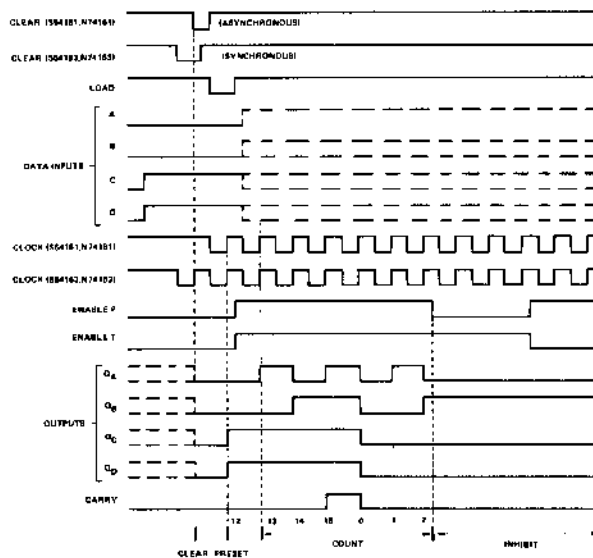 CLEAR (S54161,N74161)
(ASYNCHRONOUS)
CLEAR (S54163,N74163)
(SYNCHRONOUS)
LOAD
A
B
DATA INPUTS
C
D
CLOCK (S54161,N74161)
CLOCK (S54163,N74163)
ENABLE P
ENABLE T
QA
QB
OUTPUTS
QC
QD
CARRY
12 13 14 15 0 1 2
COUNT INHIBIT
CLEAR PRESET